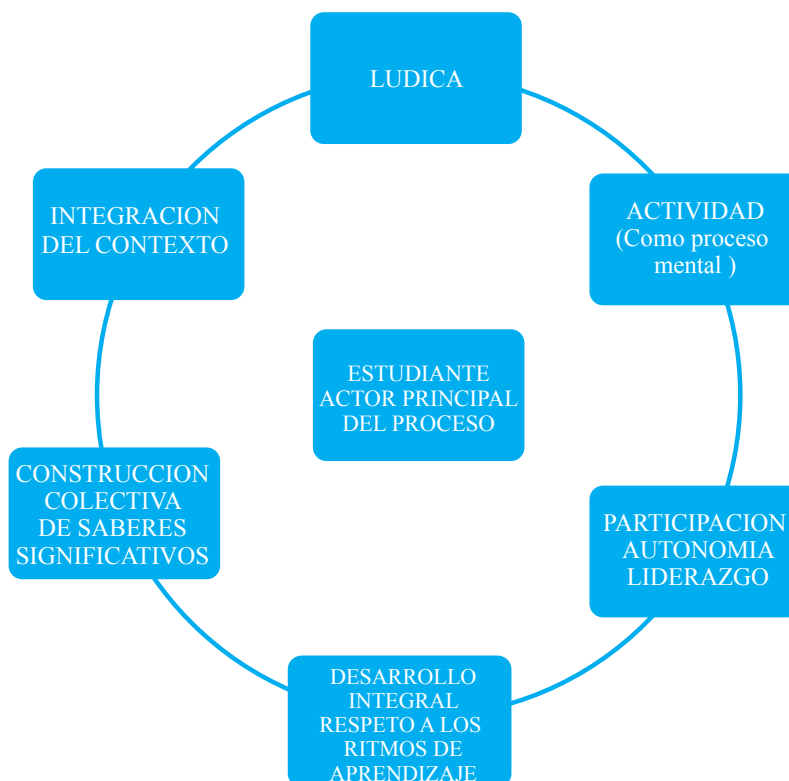 LUDICA
INTEGRACION
DEL CONTEXTO
ACTIVIDAD
(Como proceso
mental )
ESTUDIANTE
ACTOR PRINCIPAL
DEL PROCESO
CONSTRUCCION
COLECTIVA
DE SABERES
SIGNIFICATIVOS
PARTICIPACION
AUTONOMIA
LIDERAZGO
DESARROLLO
INTEGRAL
RESPETO A LOS
RITMOS DE
APRENDIZAJE